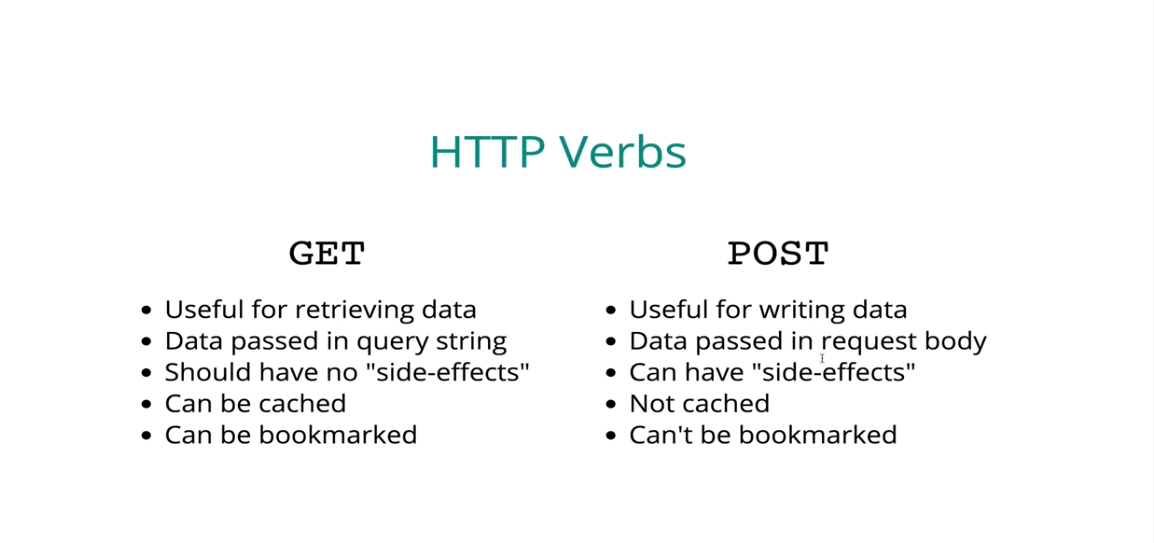 HTTP Verbs
GET
• Useful for retrieving data
• Data passed in query string
• Should have no "side-effects"
• Can be cached
• Can be bookmarked
POST
• Useful for writing data
• Data passed in request body
• Can have "side-effects"
• Not cached
• Can't be bookmarked